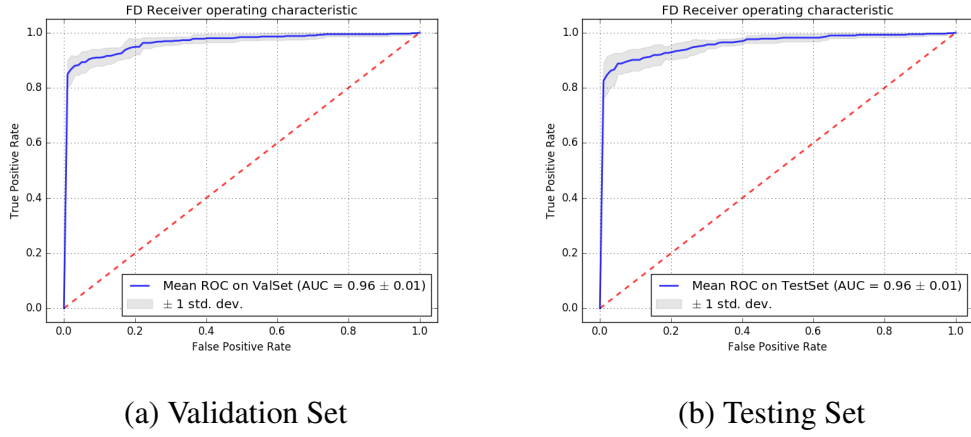 FD Receiver operating characteristic
True Positive Rate
1.0
0.8
0.6
0.4
0.2
0.0
Mean ROC on ValSet (AUC = 0.96 ± 0.01)
± 1 std. dev.
0.0 0.2 0.4 0.6 0.8 1.0
False Positive Rate
(a) Validation Set
FD Receiver operating characteristic
True Positive Rate
1.0
0.8
0.6
0.4
0.2
0.0
Mean ROC on TestSet (AUC = 0.96 ± 0.01)
± 1 std. dev.
0.0 0.2 0.4 0.6 0.8 1.0
False Positive Rate
(b) Testing Set